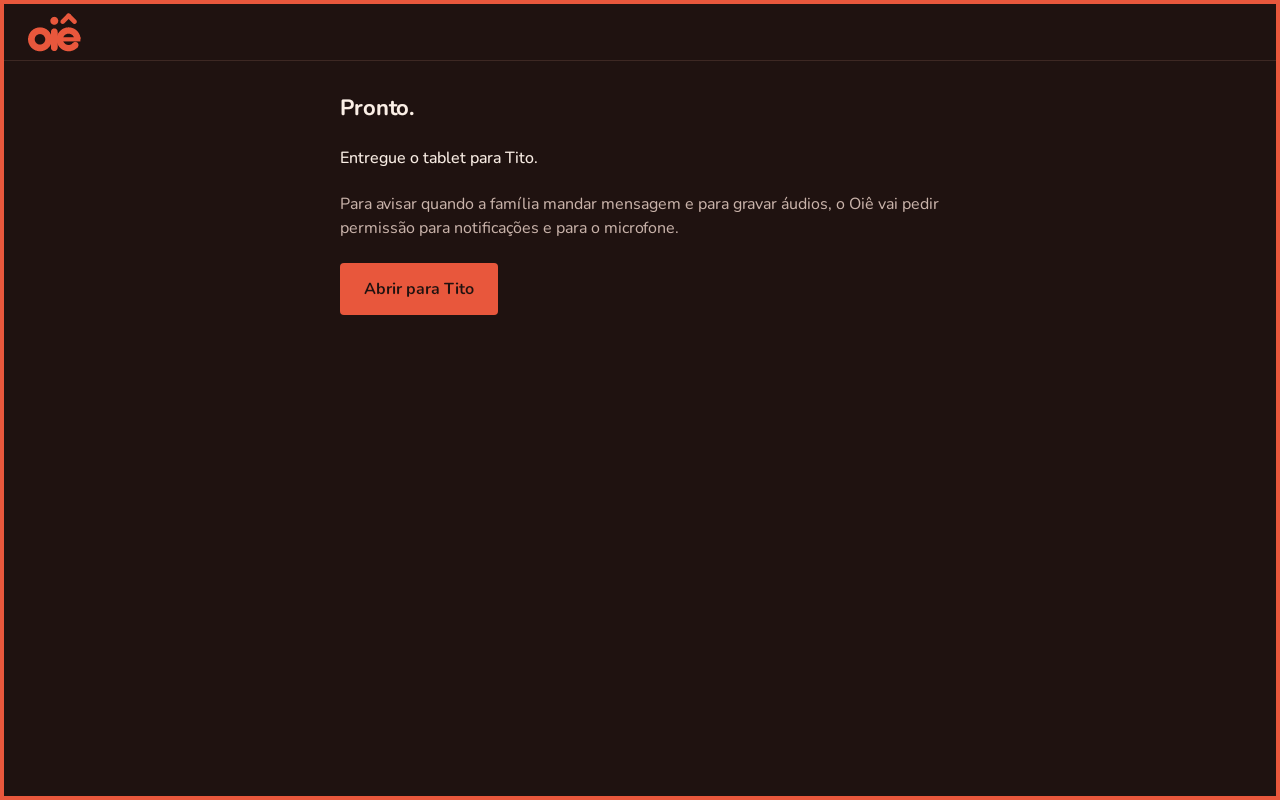 oiê
Pronto.
Entregue o tablet para Tito.
Para avisar quando a família mandar mensagem e para gravar áudios, o Oiê vai pedir
permissão para notificações e para o microfone.
Abrir para Tito